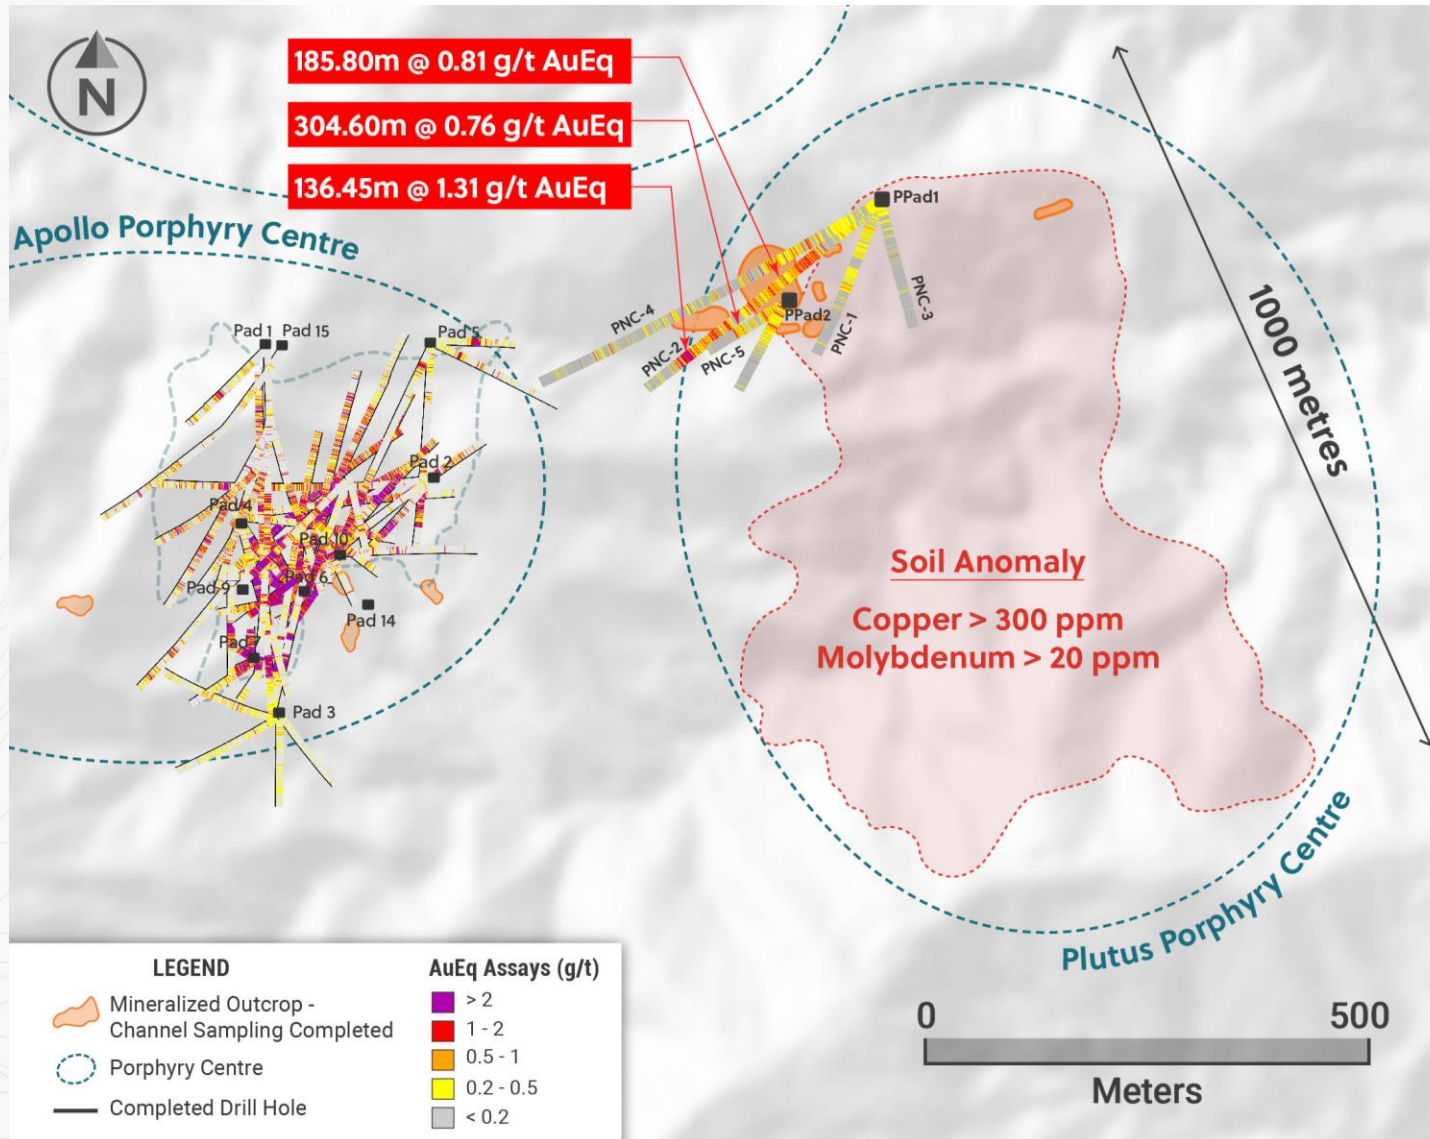 N
185.80m @ 0.81 g/t AuEq
304.60m @ 0.76 g/t AuEq
136.45m @ 1.31 g/t AuEq
Apollo Porphyry Centre
PPad1
PPad2
PNC-4
PNC-2
PNC-5
PNC-1
PNC-3
1000 metres
Pad 1
Pad 15
Pad 5
Pad 2
Pad 4
Pad 10
Pad 9
Pad 6
Pad 14
Pad 7
Pad 3
Soil Anomaly
Copper > 300 ppm
Molybdenum > 20 ppm
Plutus Porphyry Centre
LEGEND
Mineralized Outcrop -
Channel Sampling Completed
Porphyry Centre
Completed Drill Hole
AuEq Assays (g/t)
> 2
1 - 2
0.5 - 1
0.2 - 0.5
< 0.2
0 500
Meters